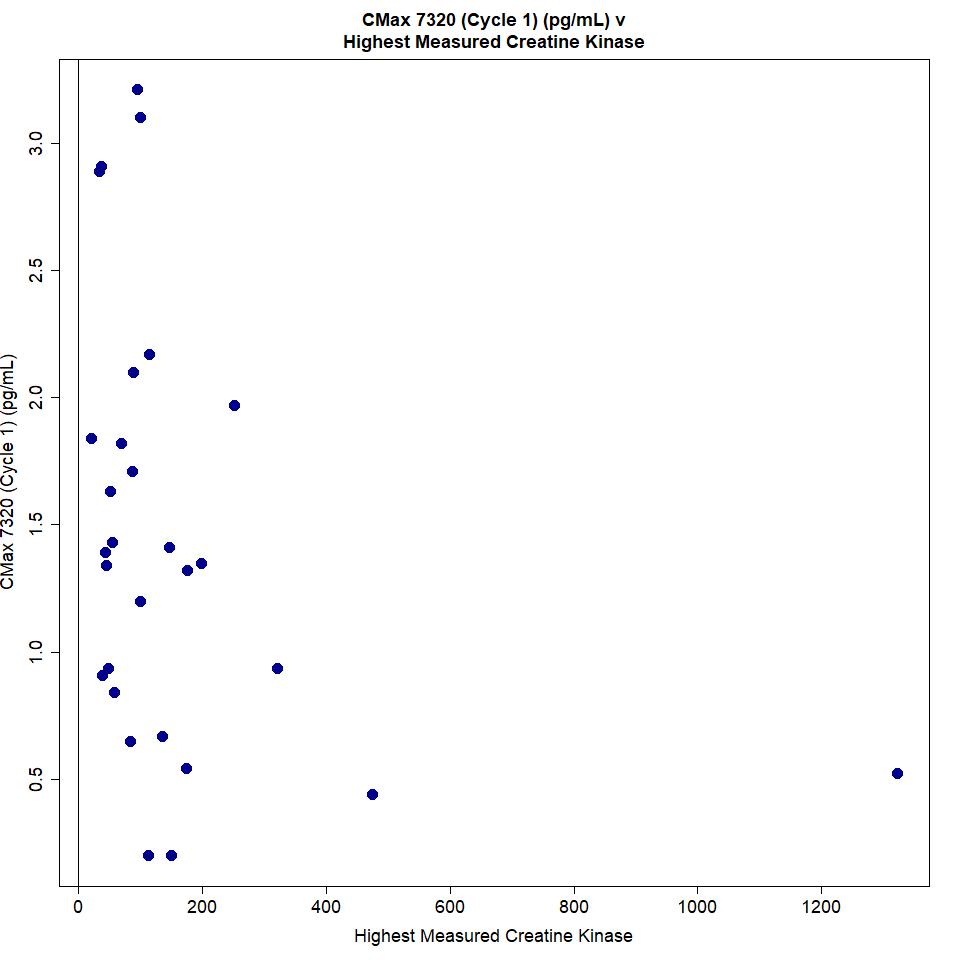 CMax 7320 (Cycle 1) (pg/mL) v
Highest Measured Creatine Kinase
CMax 7320 (Cycle 1) (pg/mL)
3.0
2.5
2.0
1.5
1.0
0.5
0 200 400 600 800 1000 1200
Highest Measured Creatine Kinase